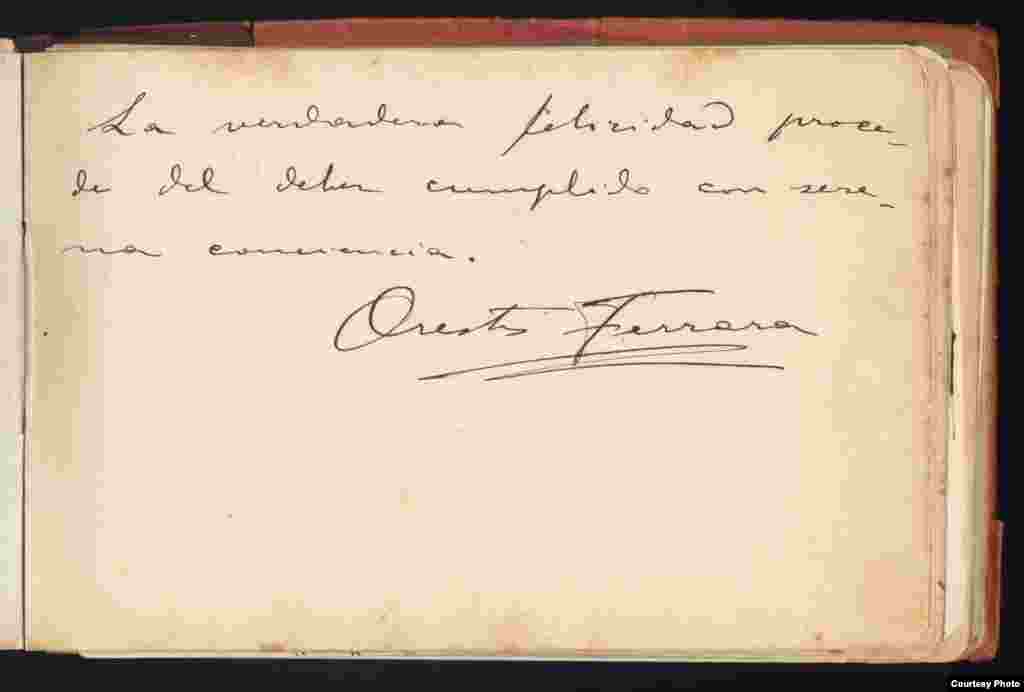 La verdadera felicidad proce-
de del deber cumplido con sere-
na conciencia.
Orestes Ferrara
Courtesy Photo